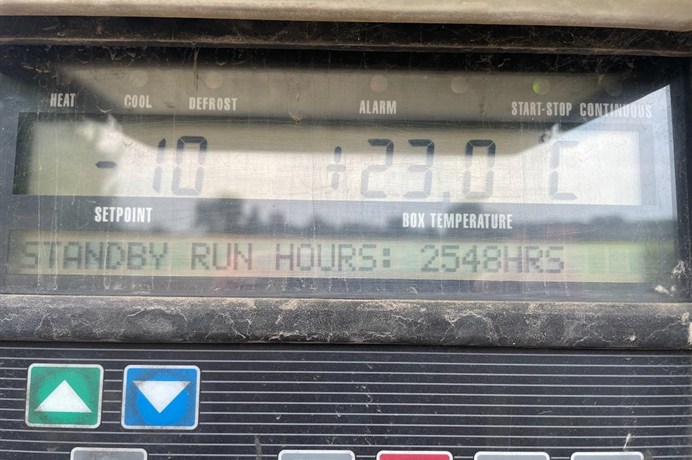 HEAT COOL DEFROST ALARM START-STOP CONTINUOUS
-10 +23.0 °C
SETPOINT BOX TEMPERATURE
STANDBY RUN HOURS: 2548HRS